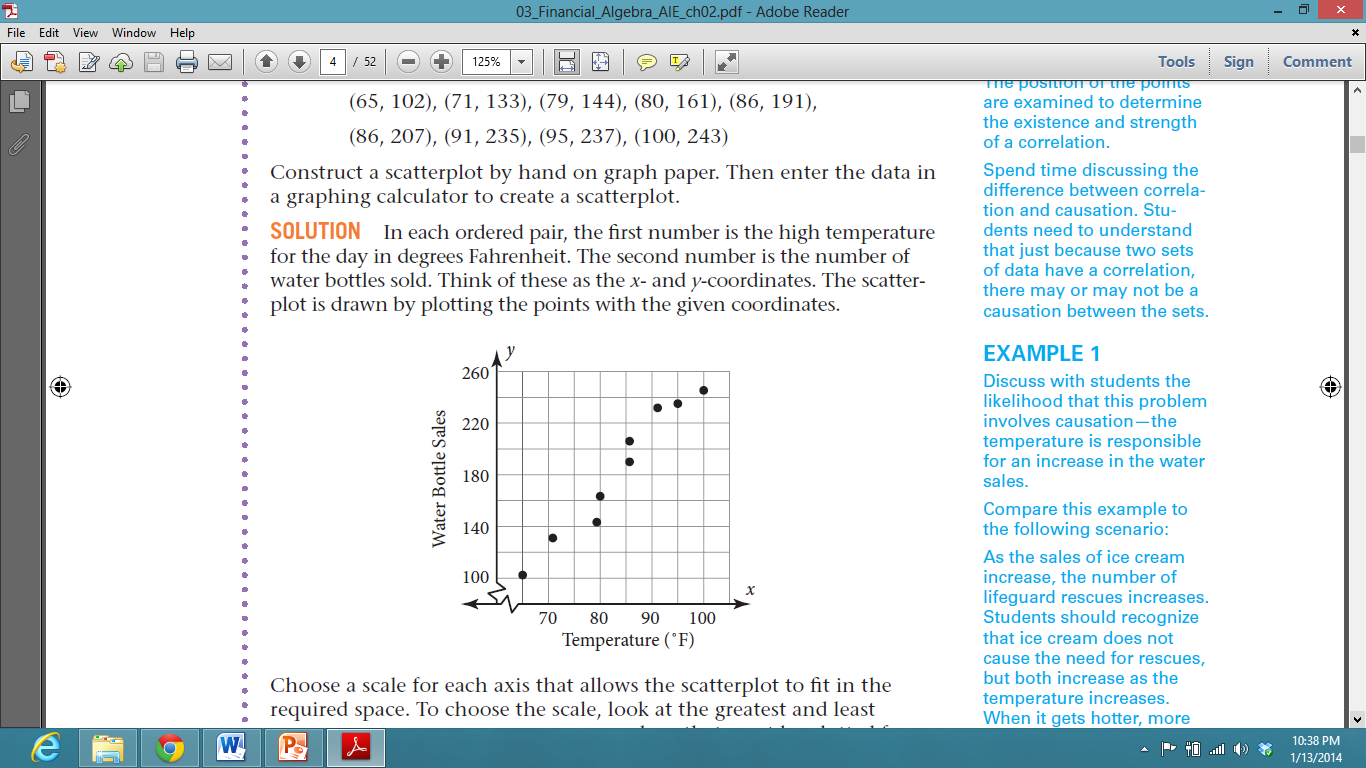 03_Financial_Algebra_AIE_ch02.pdf - Adobe Reader
File Edit View Window Help
4 / 52 125% Tools Sign Comment
(65, 102), (71, 133), (79, 144), (80, 161), (86, 191),
(86, 207), (91, 235), (95, 237), (100, 243)
Construct a scatterplot by hand on graph paper. Then enter the data in
a graphing calculator to create a scatterplot.
SOLUTION In each ordered pair, the first number is the high temperature
for the day in degrees Fahrenheit. The second number is the number of
water bottles sold. Think of these as the x- and y-coordinates. The scatter-
plot is drawn by plotting the points with the given coordinates.
y
260
220
180
140
100
Water Bottle Sales
x
70 80 90 100
Temperature (˚F)
Choose a scale for each axis that allows the scatterplot to fit in the
required space. To choose the scale, look at the greatest and least
The position of the points
are examined to determine
the existence and strength
of a correlation.
Spend time discussing the
difference between correla-
tion and causation. Stu-
dents need to understand
that just because two sets
of data have a correlation,
there may or may not be a
causation between the sets.
EXAMPLE 1
Discuss with students the
likelihood that this problem
involves causation—the
temperature is responsible
for an increase in the water
sales.
Compare this example to
the following scenario:
As the sales of ice cream
increase, the number of
lifeguard rescues increases.
Students should recognize
that ice cream does not
cause the need for rescues,
but both increase as the
temperature increases.
When it gets hotter, more
10:38 PM
1/13/2014